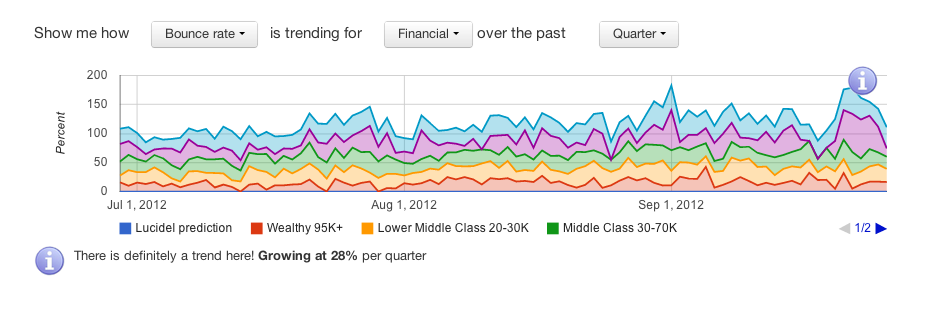 Show me how Bounce rate is trending for Financial over the past Quarter
200
150
100
50
0
Percent
Jul 1, 2012 Aug 1, 2012 Sep 1, 2012
Lucidel prediction Wealthy 95K+ Lower Middle Class 20-30K Middle Class 30-70K 1/2
i
i There is definitely a trend here! Growing at 28% per quarter